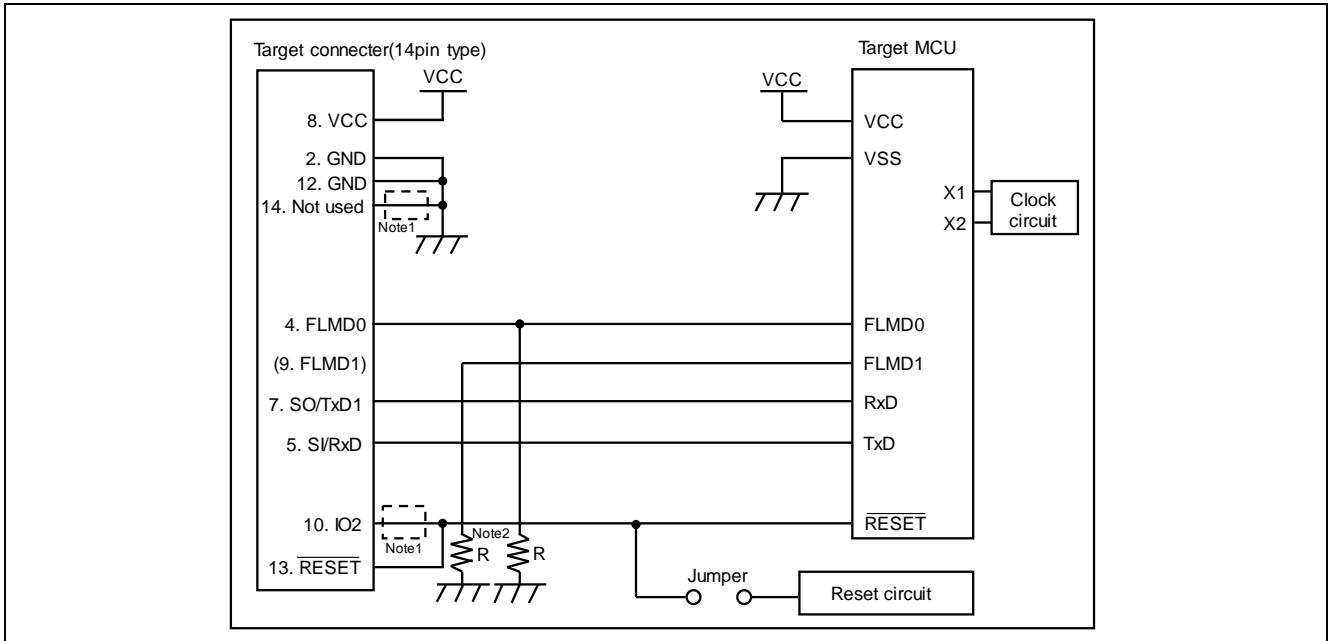 Target connecter(14pin type)
Target MCU
VCC
VCC
8. VCC
VCC
2. GND
VSS
12. GND
14. Not used
Note1
X1
X2
Clock
circuit
4. FLMD0
FLMD0
(9. FLMD1)
FLMD1
7. SO/TxD1
RxD
5. SI/RxD
TxD
10. IO2
Note1
Note2
RESET
13. RESET
R
R
Jumper
Reset circuit